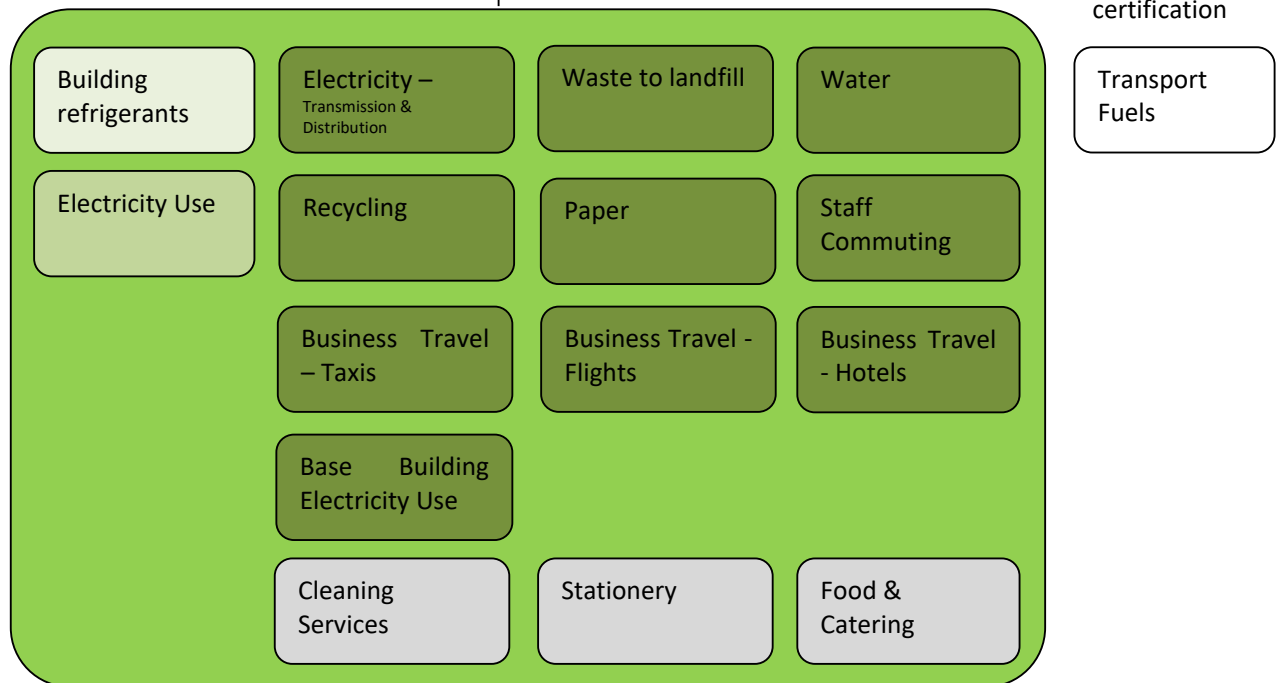 certification
Building
refrigerants
Electricity –
Transmission &
Distribution
Waste to landfill
Water
Transport
Fuels
Electricity Use
Recycling
Paper
Staff
Commuting
Business Travel
– Taxis
Business Travel -
Flights
Business Travel
- Hotels
Base Building
Electricity Use
Cleaning
Services
Stationery
Food &
Catering